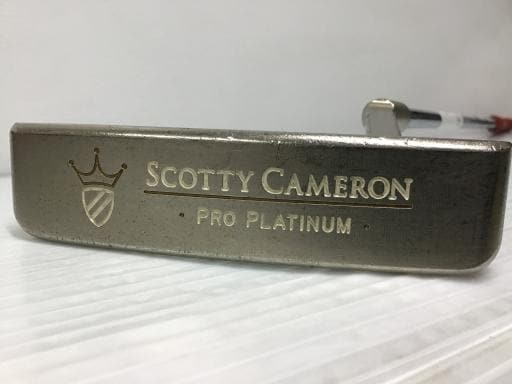 SCOTTY CAMERON
· PRO PLATINUM ·